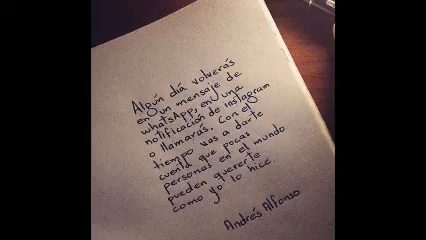 Algún día volverás
en un mensaje de
whatsApp, en una
notificación de instagram
o llamarás. Con el
tiempo vas a darte
cuenta que pocas
personas en el mundo
pueden quererte
como yo lo hice.
Andrés Alfonso